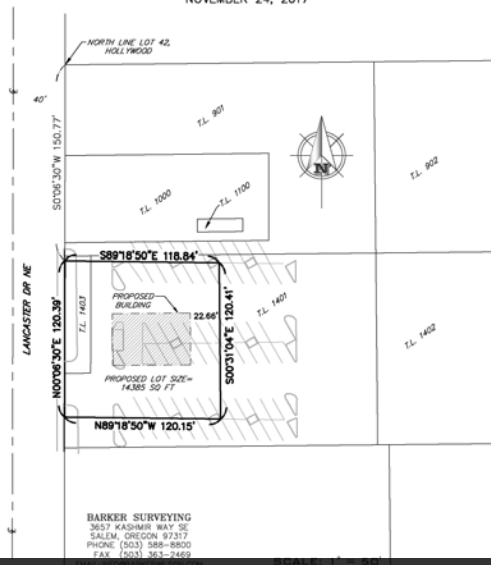 NOVEMBER 24, 2017
NORTH LINE LOT 42,
HOLLYWOOD
40'
S0°06'30"W 150.77'
T.L. 901
T.L. 902
N
T.L. 1000
T.L. 1100
S89°18'50"E 118.84'
LANCASTER DR NE
N00°06'30"E 120.39'
T.L. 1403
PROPOSED
BUILDING
22.66'
S00°31'04"E 120.41'
T.L. 1401
T.L. 1402
PROPOSED LOT SIZE=
14385 SQ FT
N89°18'50"W 120.15'
BARKER SURVEYING
3657 KASHMIR WAY SE
SALEM, OREGON 97317
PHONE (503) 588-8800
FAX (503) 363-2469
SCALE: 1" = 50'